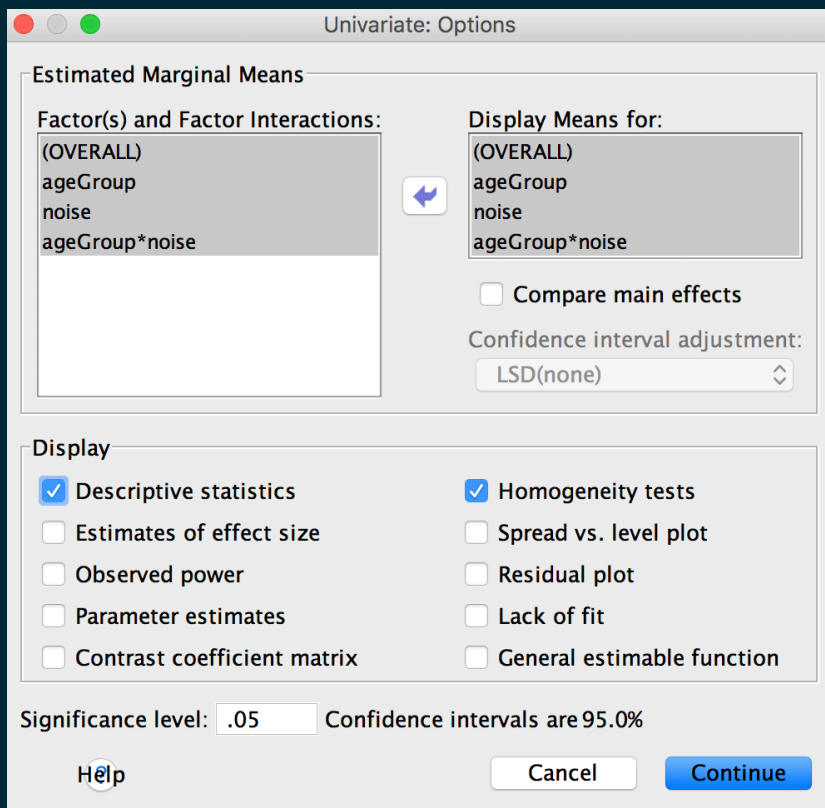 Univariate: Options
Estimated Marginal Means
Factor(s) and Factor Interactions:
(OVERALL)
ageGroup
noise
ageGroup*noise
Display Means for:
(OVERALL)
ageGroup
noise
ageGroup*noise
Compare main effects
Confidence interval adjustment:
LSD(none)
Display
Descriptive statistics
Estimates of effect size
Observed power
Parameter estimates
Contrast coefficient matrix
Homogeneity tests
Spread vs. level plot
Residual plot
Lack of fit
General estimable function
Significance level: .05 Confidence intervals are 95.0%
Help Cancel Continue